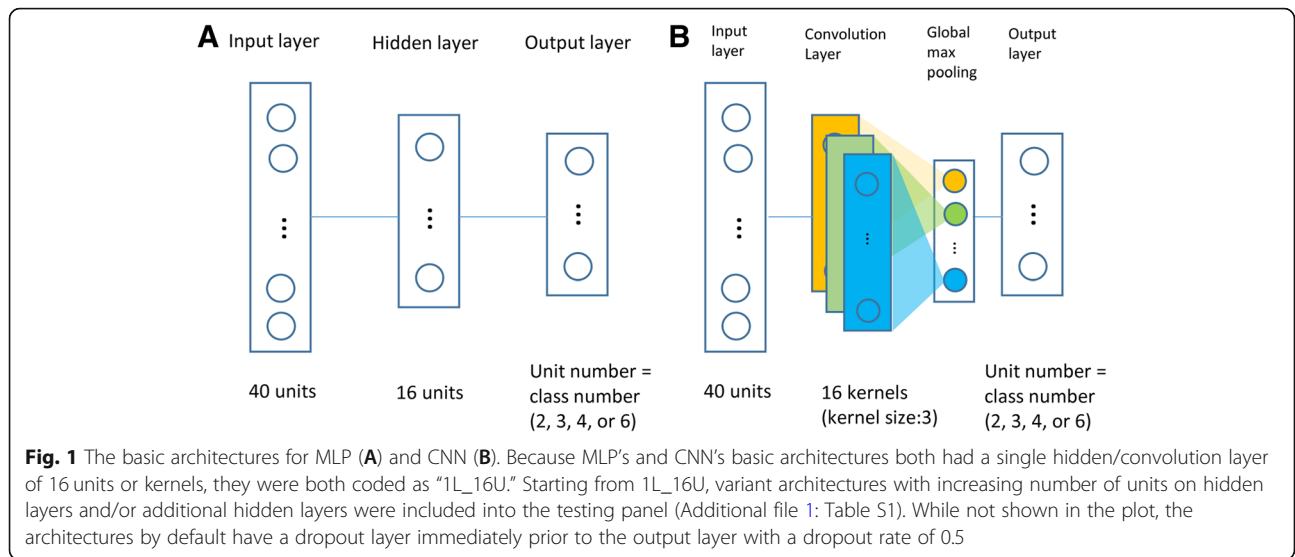 A Input layer Hidden layer Output layer
40 units 16 units Unit number =
class number
(2, 3, 4, or 6)
B Input
layer
Convolution
Layer
Global
max
pooling
Output
layer
40 units 16 kernels
(kernel size:3)
Unit number =
class number
(2, 3, 4, or 6)
Fig. 1 The basic architectures for MLP (A) and CNN (B). Because MLP's and CNN's basic architectures both had a single hidden/convolution layer
of 16 units or kernels, they were both coded as "1L_16U." Starting from 1L_16U, variant architectures with increasing number of units on hidden
layers and/or additional hidden layers were included into the testing panel (Additional file 1: Table S1). While not shown in the plot, the
architectures by default have a dropout layer immediately prior to the output layer with a dropout rate of 0.5